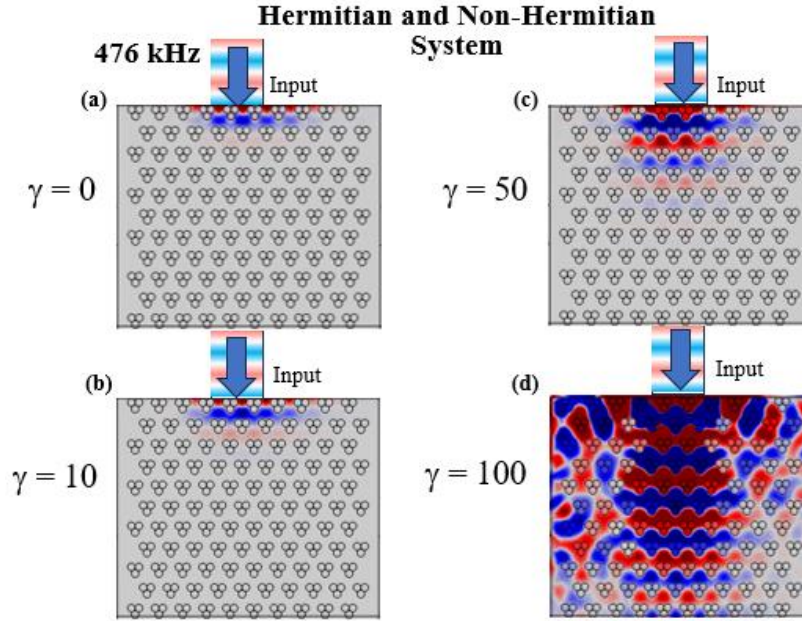 Hermitian and Non-Hermitian
System
476 kHz
Input
(a)
γ = 0
Input
(b)
γ = 10
Input
(c)
γ = 50
Input
(d)
γ = 100